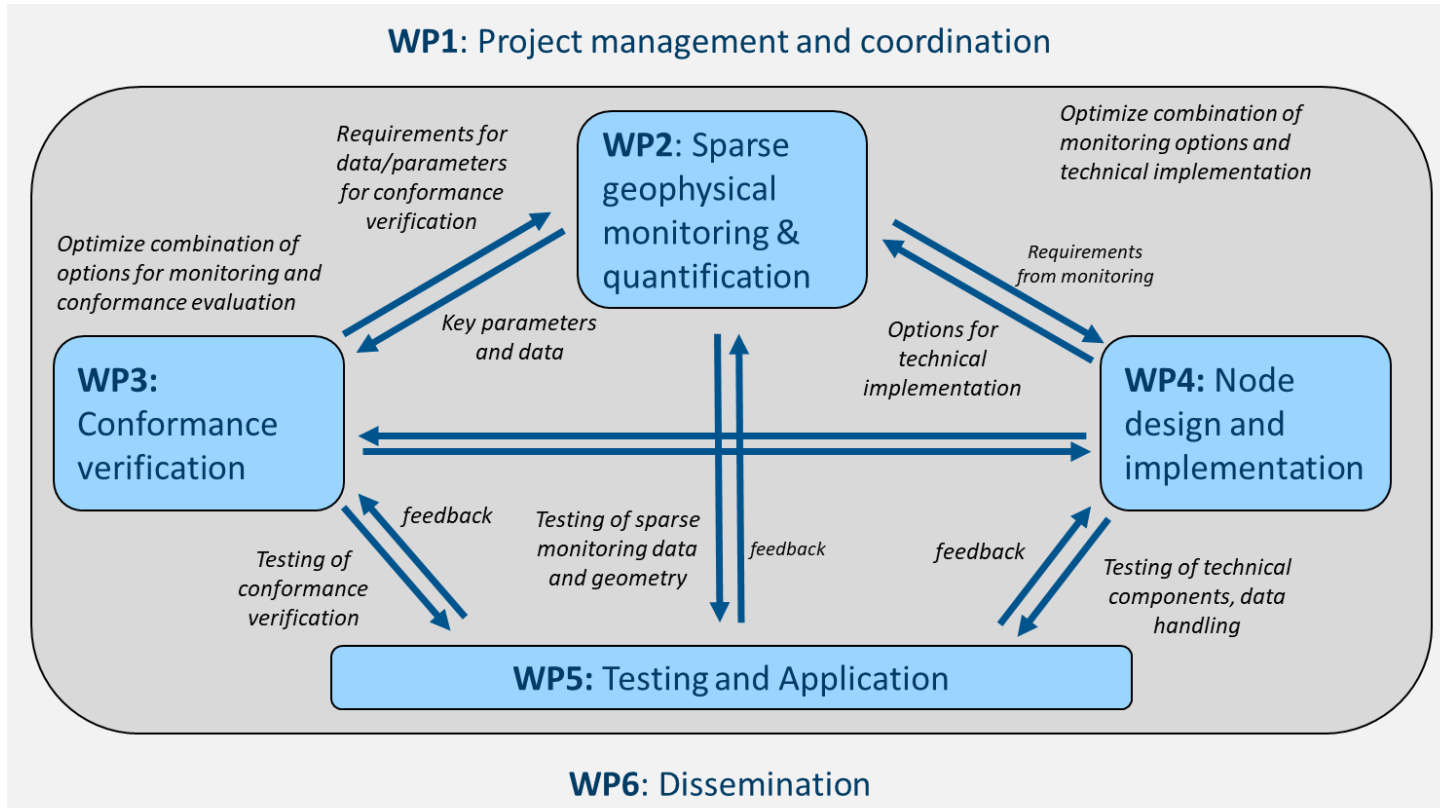 WP1: Project management and coordination
Requirements for
data/parameters
for conformance
verification
WP2: Sparse
geophysical
monitoring &
quantification
Optimize combination of
monitoring options and
technical implementation
Optimize combination of
options for monitoring and
conformance evaluation
Requirements
from monitoring
Key parameters
and data
Options for
technical
implementation
WP3:
Conformance
verification
WP4: Node
design and
implementation
feedback
Testing of
conformance
verification
Testing of sparse
monitoring data
and geometry
feedback
feedback
Testing of technical
components, data
handling
WP5: Testing and Application
WP6: Dissemination